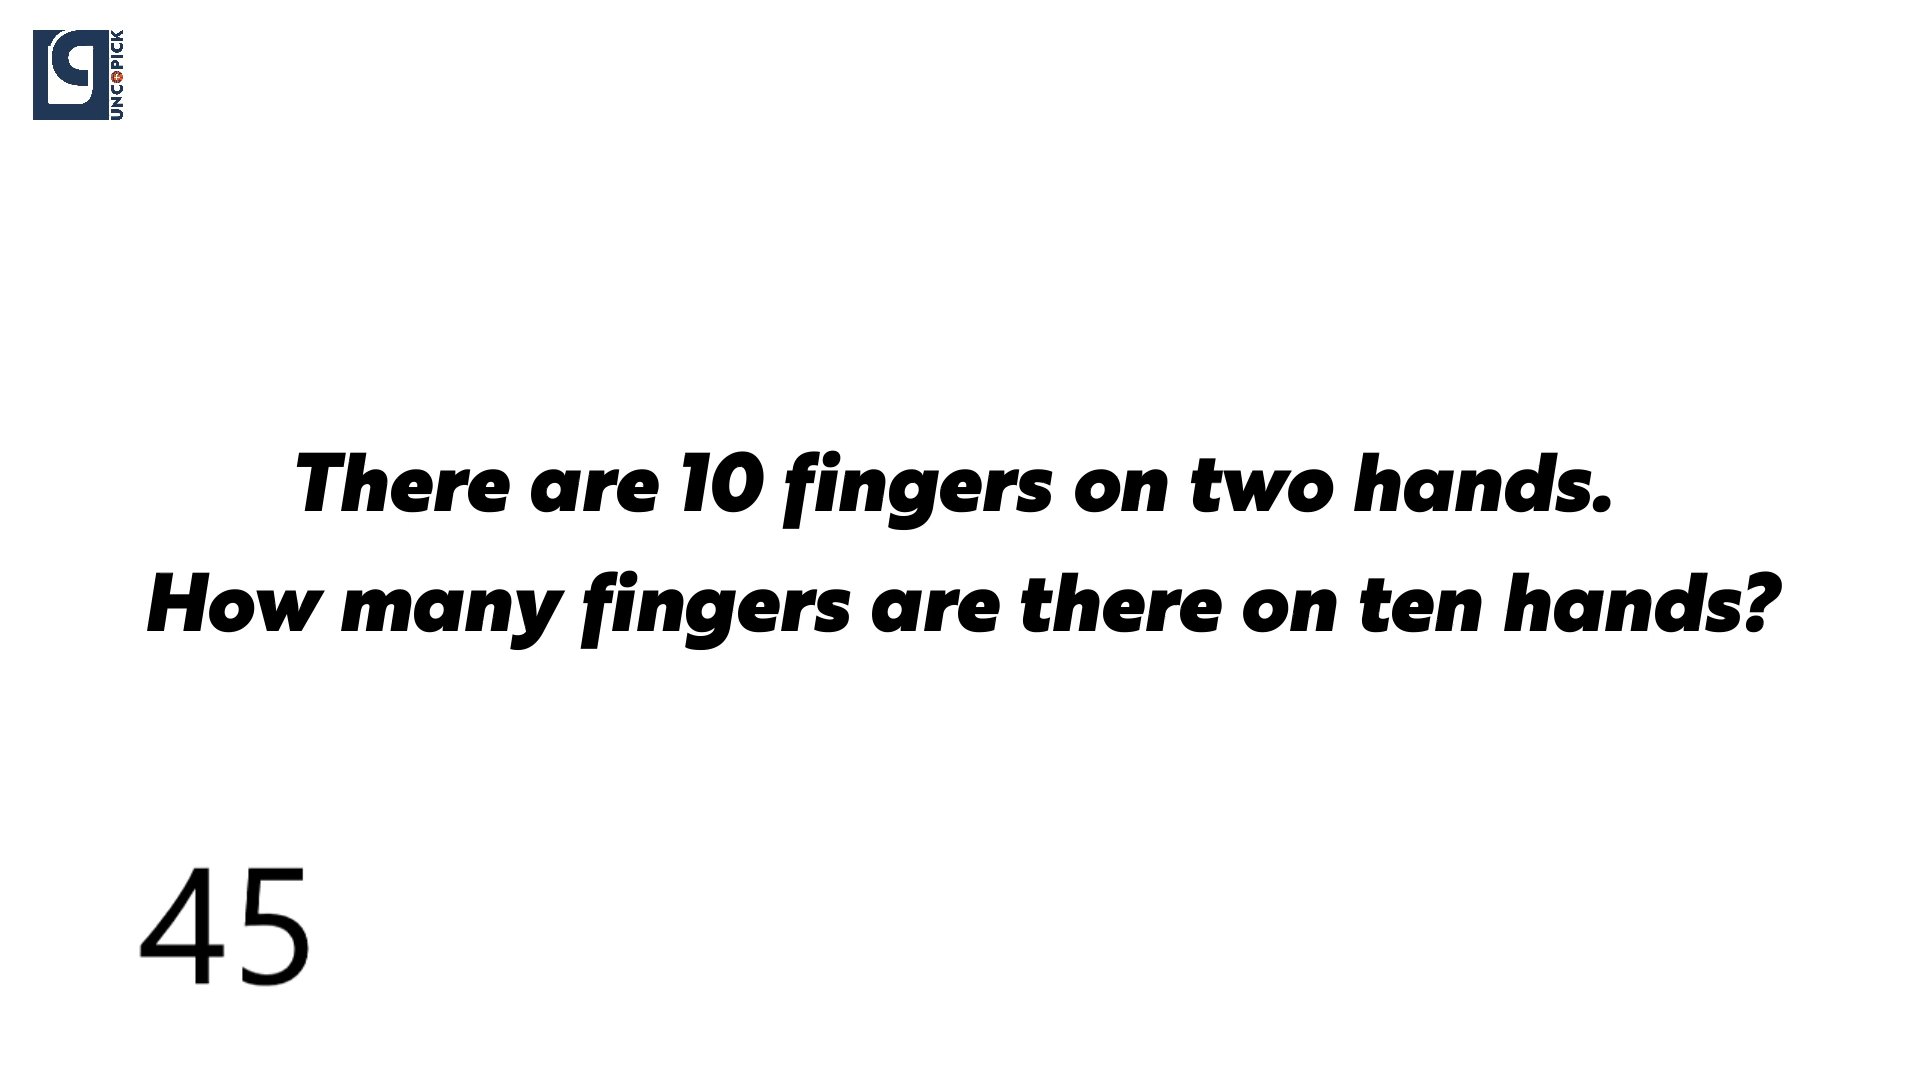 UNCOPICK
There are 10 fingers on two hands.
How many fingers are there on ten hands?
45